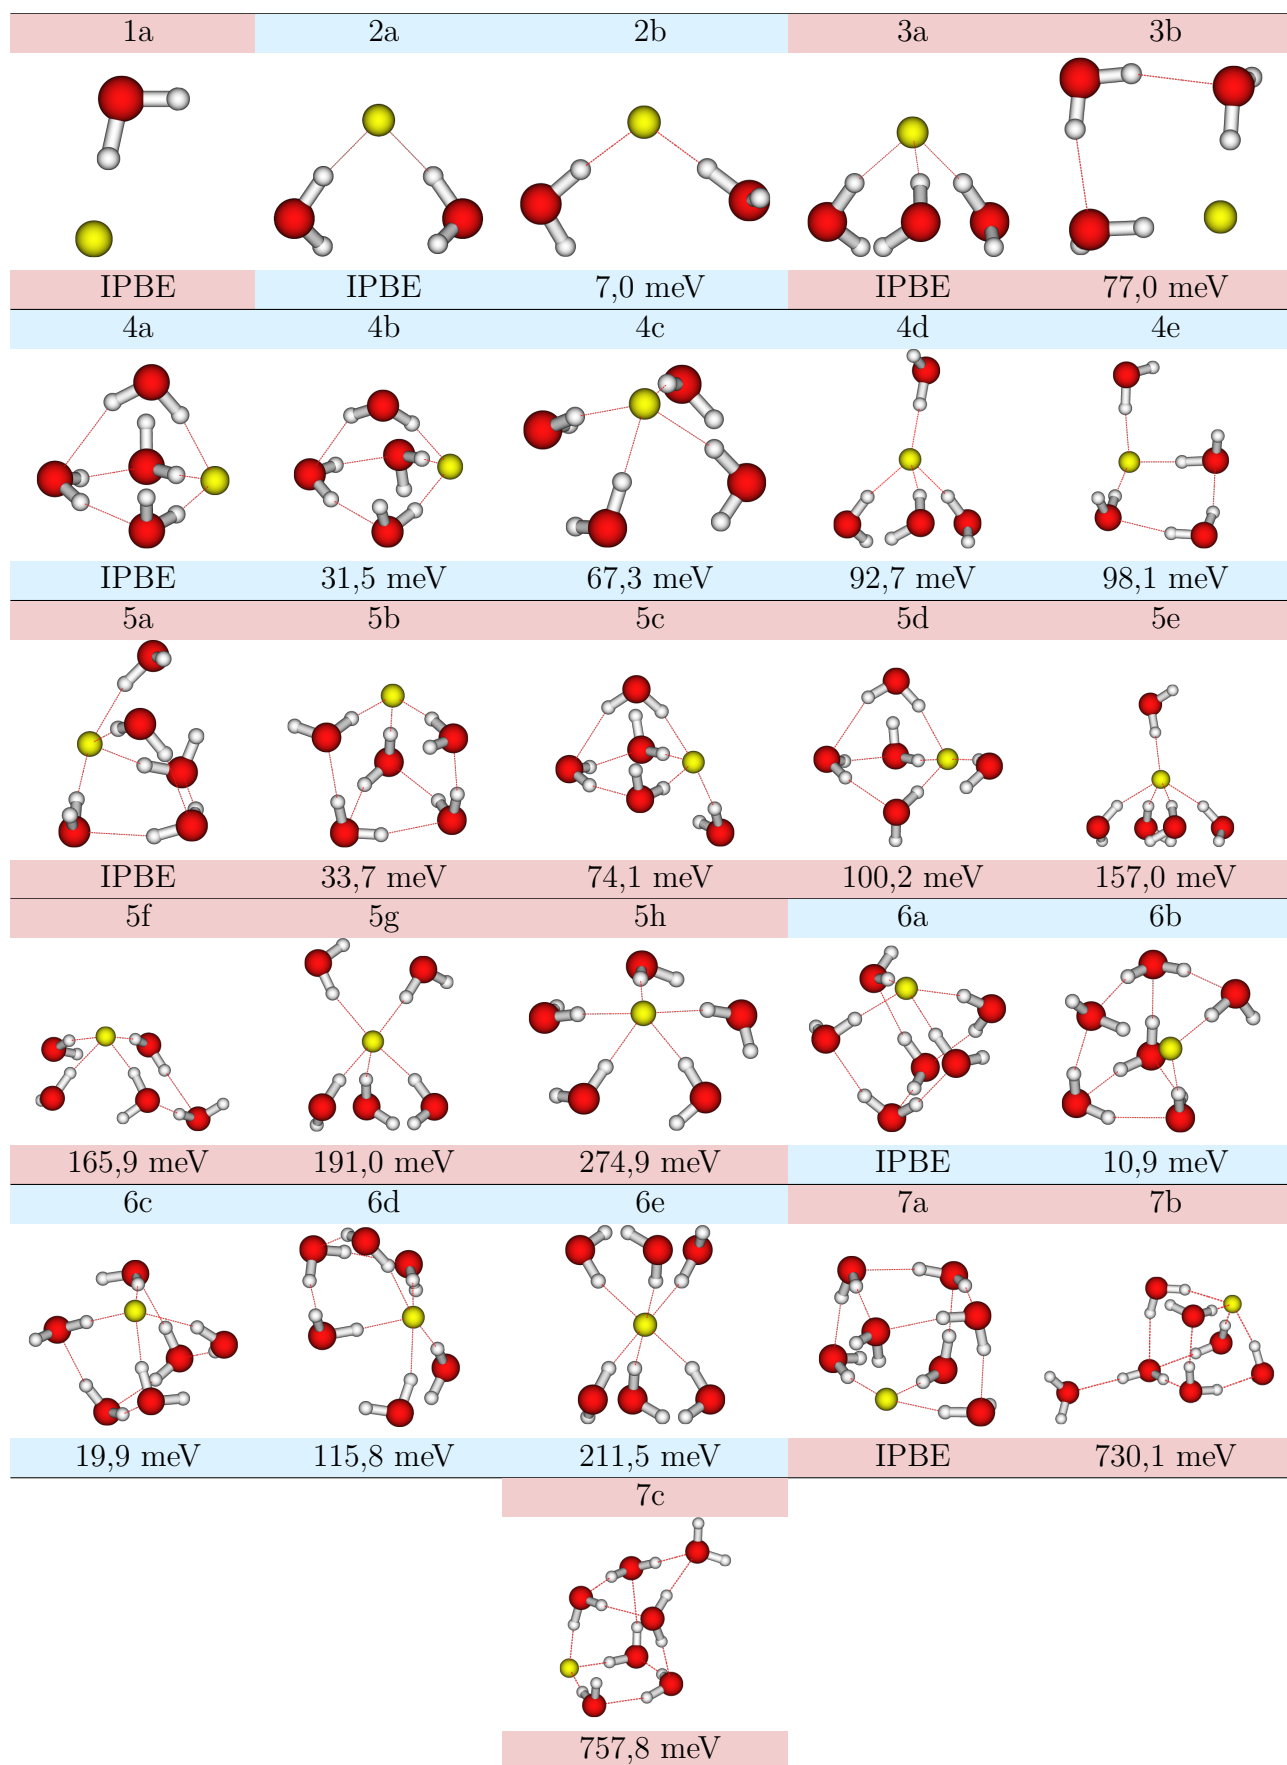 1a 2a 2b 3a 3b
IPBE IPBE 7,0 meV IPBE 77,0 meV
4a 4b 4c 4d 4e
IPBE 31,5 meV 67,3 meV 92,7 meV 98,1 meV
5a 5b 5c 5d 5e
IPBE 33,7 meV 74,1 meV 100,2 meV 157,0 meV
5f 5g 5h 6a 6b
165,9 meV 191,0 meV 274,9 meV IPBE 10,9 meV
6c 6d 6e 7a 7b
19,9 meV 115,8 meV 211,5 meV IPBE 730,1 meV
7c
757,8 meV